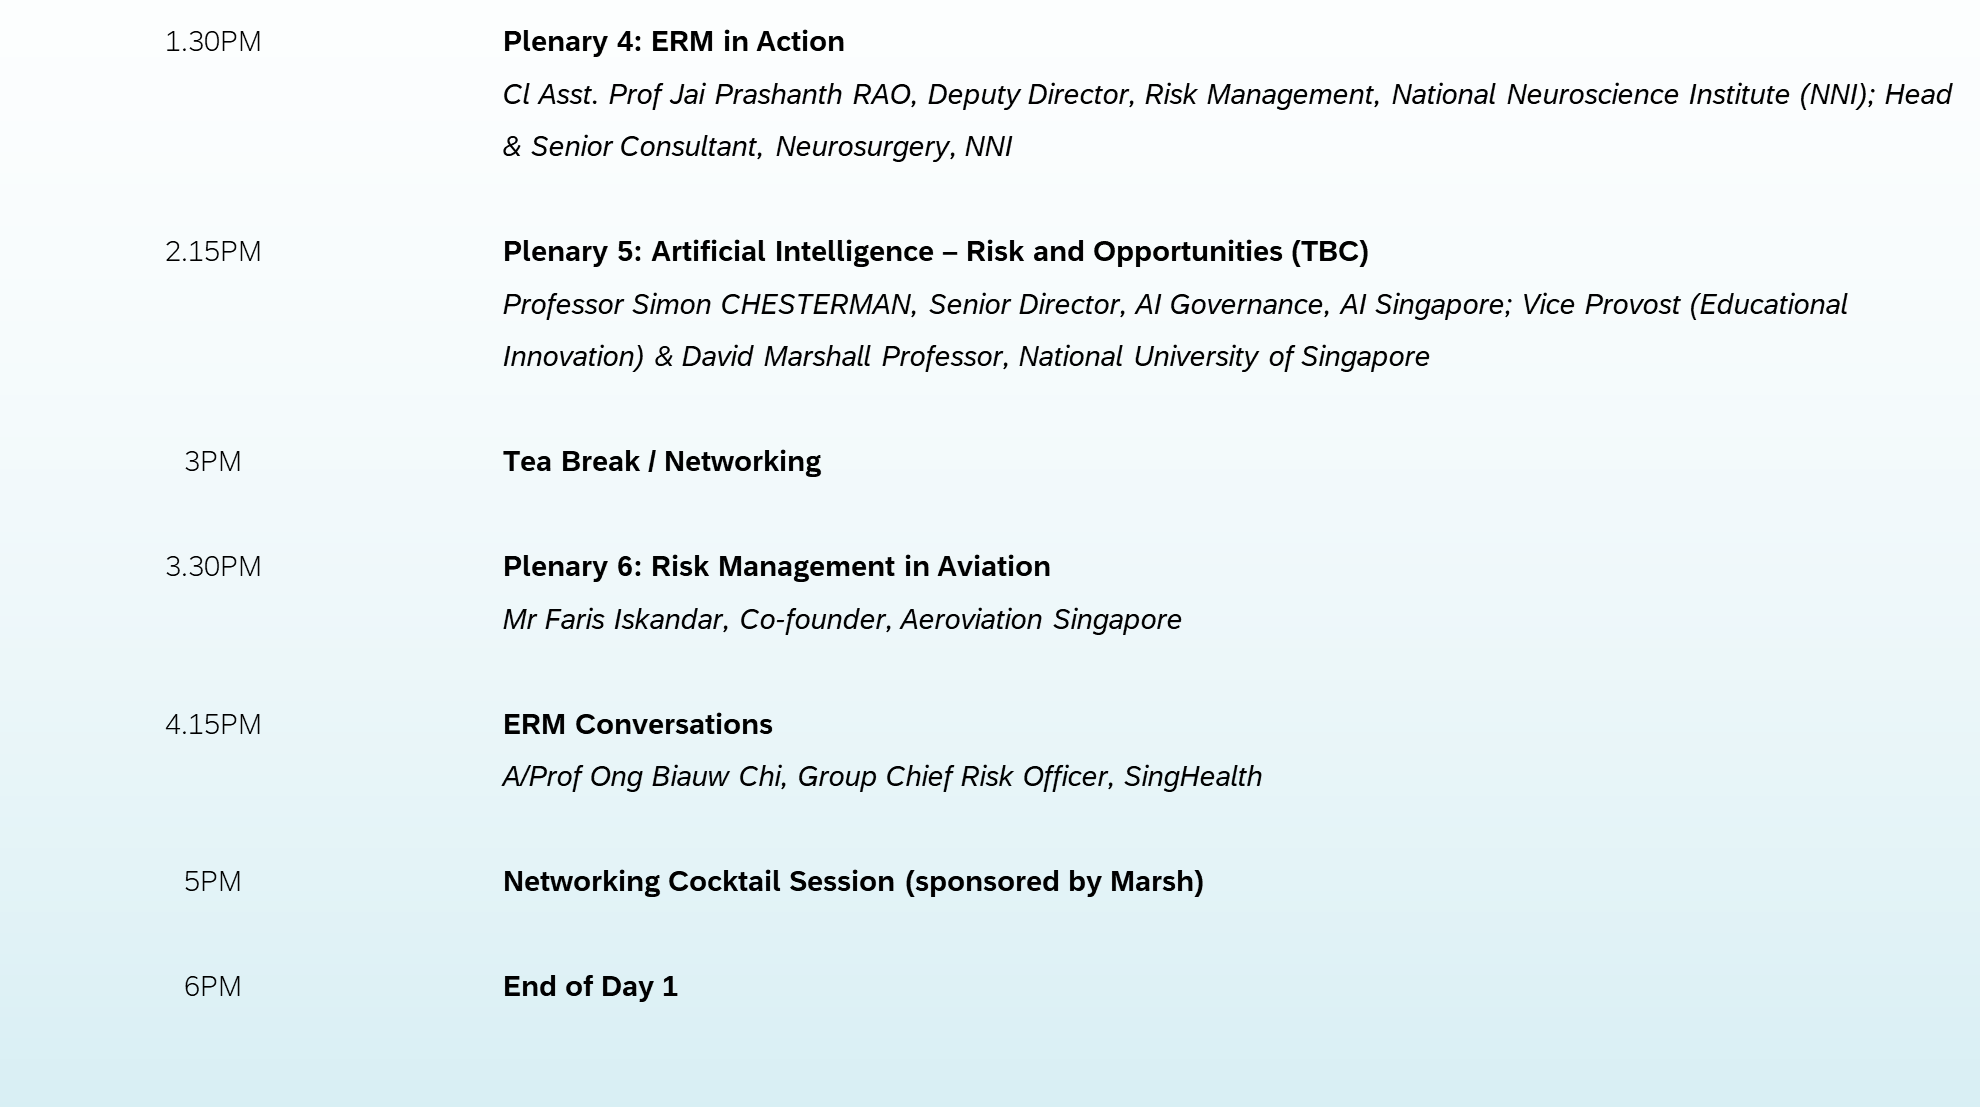 1.30PM Plenary 4: ERM in Action
Cl Asst. Prof Jai Prashanth RAO, Deputy Director, Risk Management, National Neuroscience Institute (NNI); Head
& Senior Consultant, Neurosurgery, NNI
2.15PM Plenary 5: Artificial Intelligence – Risk and Opportunities (TBC)
Professor Simon CHESTERMAN, Senior Director, AI Governance, AI Singapore; Vice Provost (Educational
Innovation) & David Marshall Professor, National University of Singapore
3PM Tea Break / Networking
3.30PM Plenary 6: Risk Management in Aviation
Mr Faris Iskandar, Co-founder, Aeroviation Singapore
4.15PM ERM Conversations
A/Prof Ong Biauw Chi, Group Chief Risk Officer, SingHealth
5PM Networking Cocktail Session (sponsored by Marsh)
6PM End of Day 1